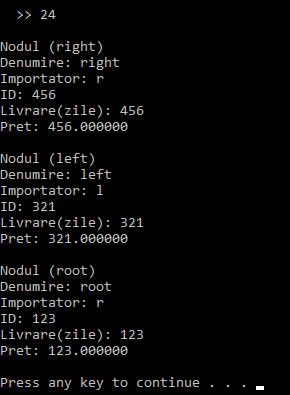 >> 24
Nodul (right)
Denumire: right
Importator: r
ID: 456
Livrare(zile): 456
Pret: 456.000000
Nodul (left)
Denumire: left
Importator: l
ID: 321
Livrare(zile): 321
Pret: 321.000000
Nodul (root)
Denumire: root
Importator: r
ID: 123
Livrare(zile): 123
Pret: 123.000000
Press any key to continue . . .